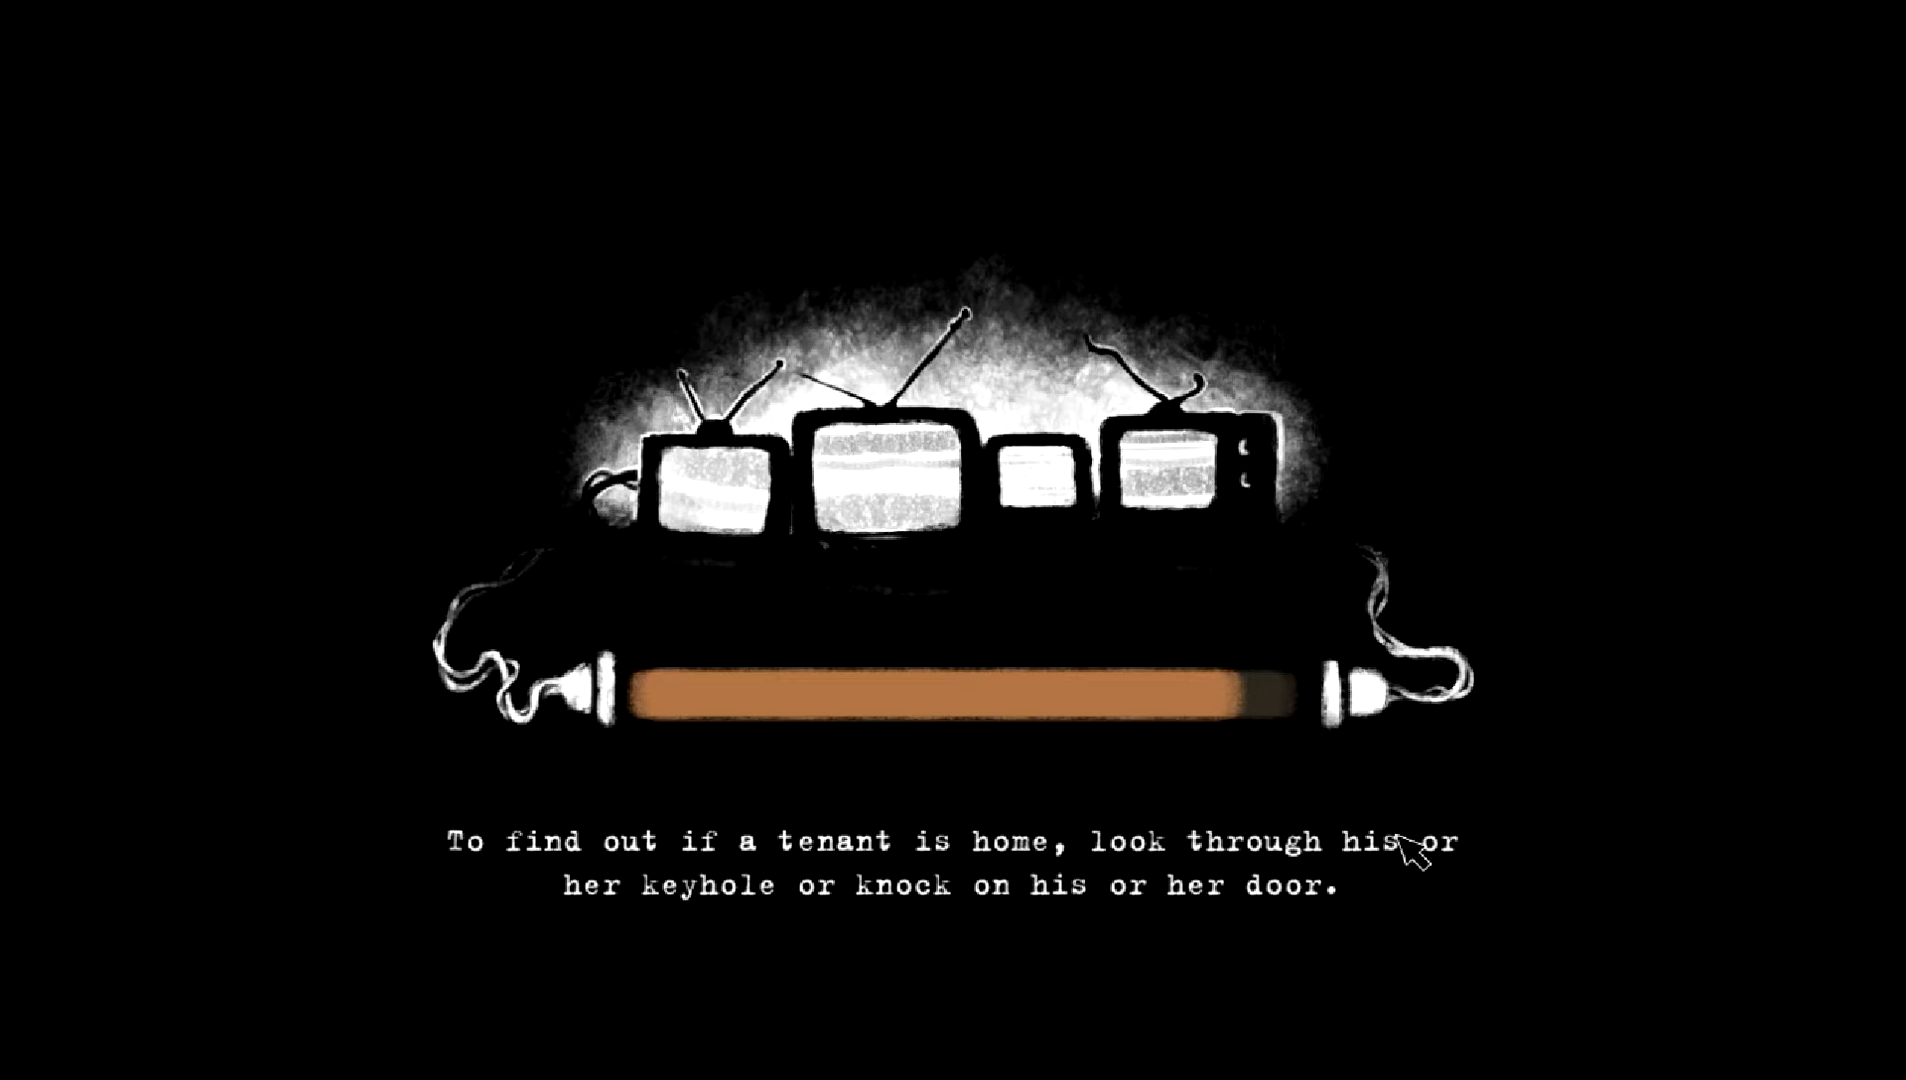 To find out if a tenant is home, look through his or
her keyhole or knock on his or her door.